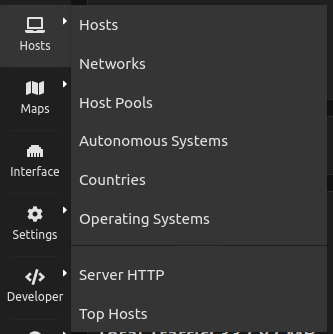 Hosts
Maps
Interface
Settings
Developer
Hosts
Networks
Host Pools
Autonomous Systems
Countries
Operating Systems
Server HTTP
Top Hosts